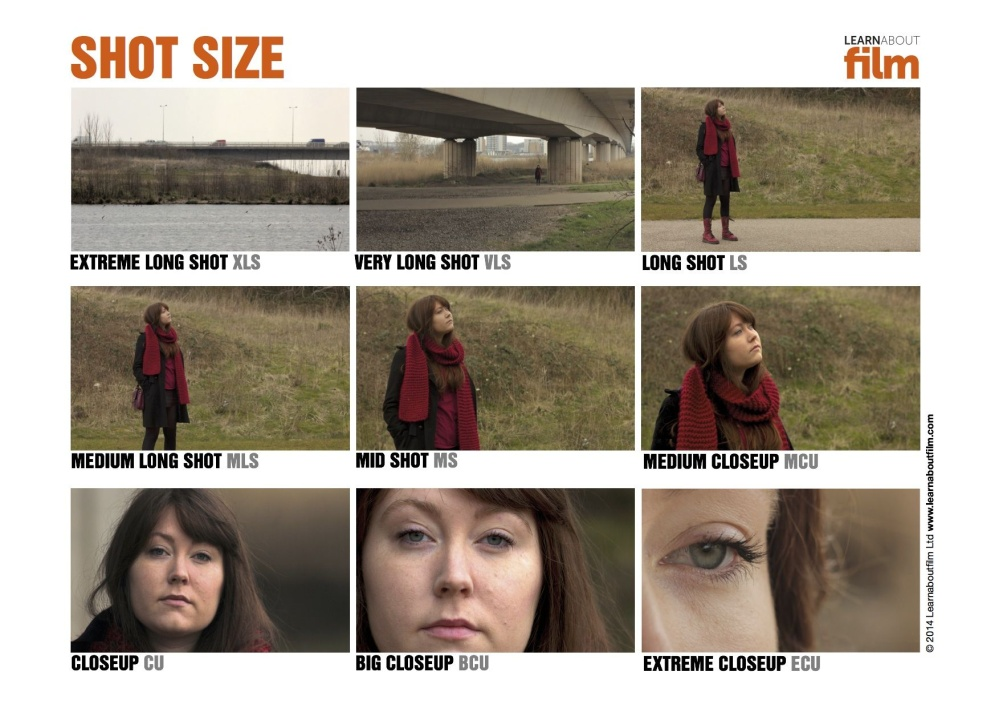 SHOT SIZE
LEARNABOUT
film
EXTREME LONG SHOT XLS
VERY LONG SHOT VLS
LONG SHOT LS
MEDIUM LONG SHOT MLS
MID SHOT MS
MEDIUM CLOSEUP MCU
CLOSEUP CU
BIG CLOSEUP BCU
EXTREME CLOSEUP ECU
© 2014 Learnaboutfilm Ltd www.learnaboutfilm.com